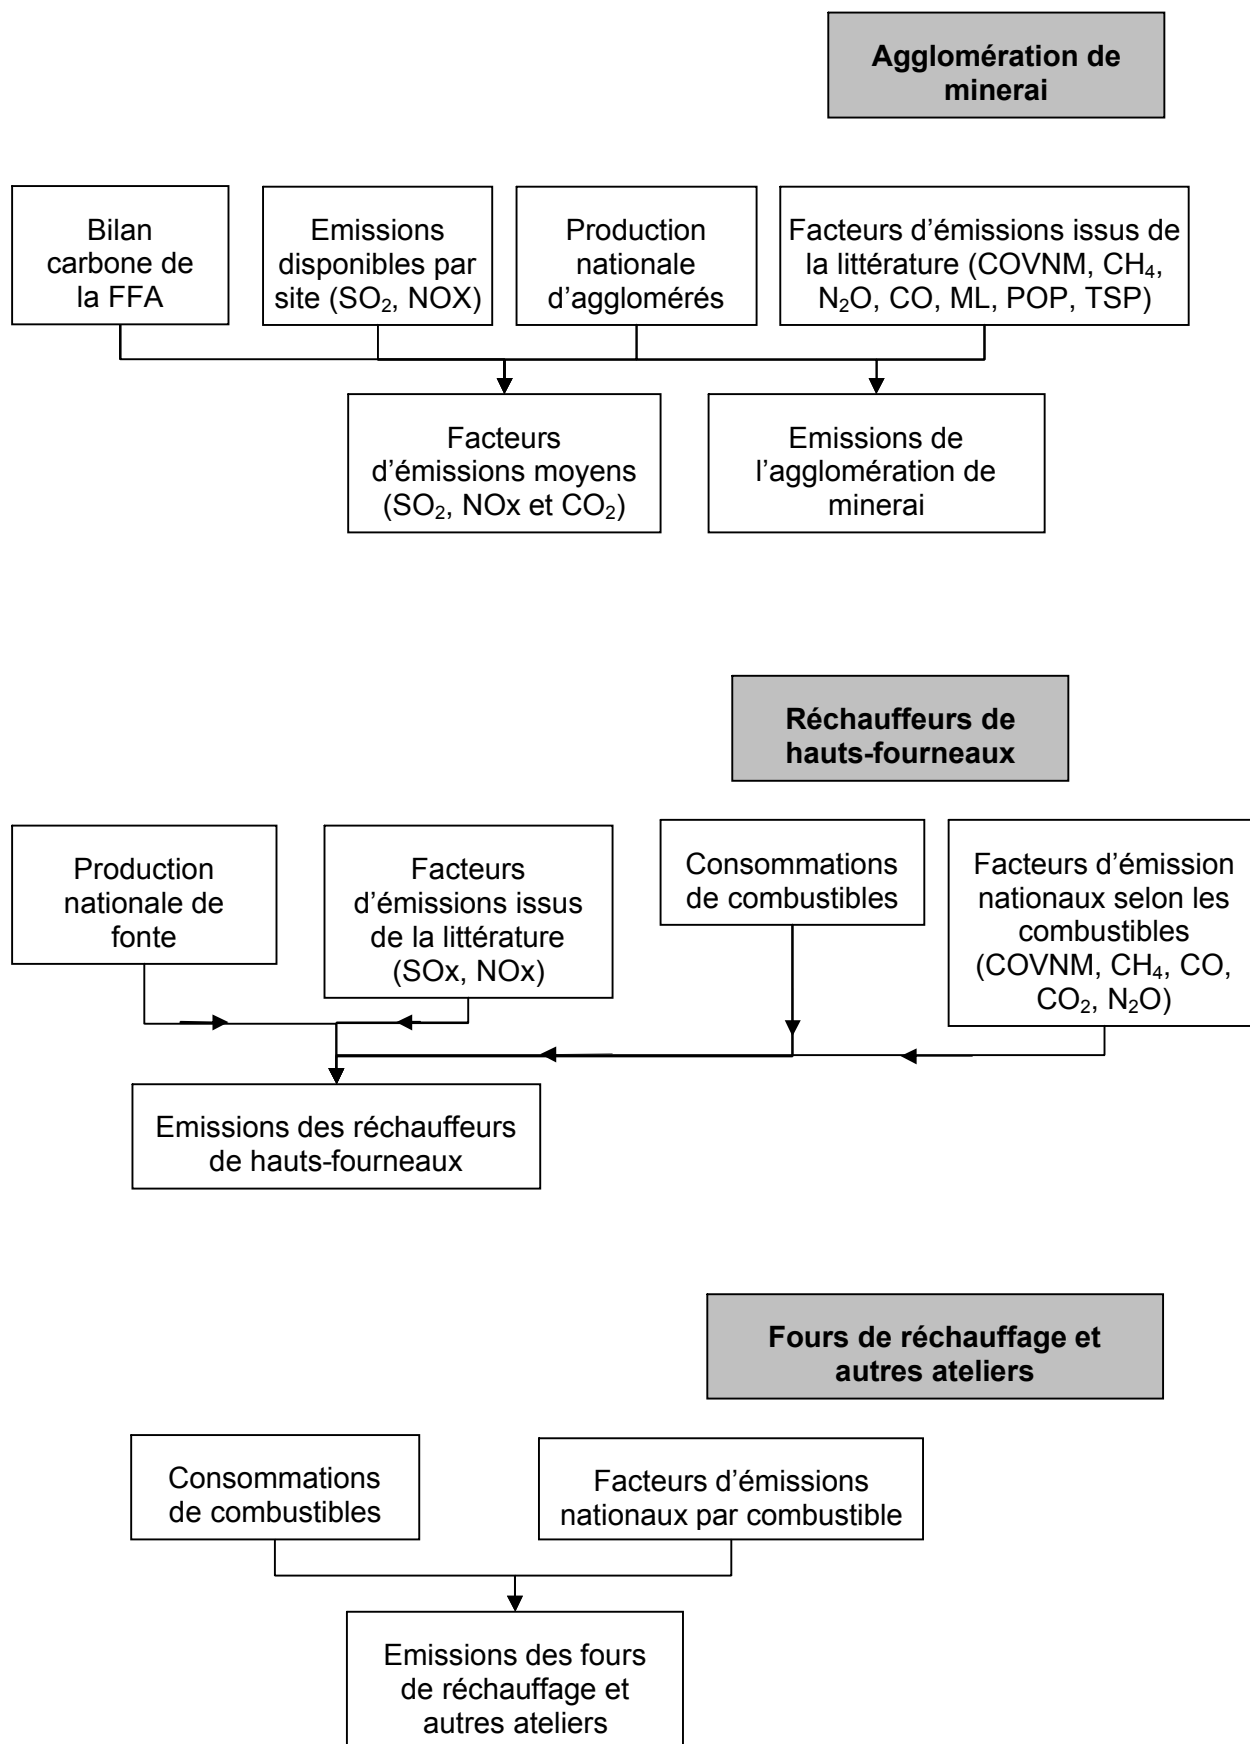 Agglomération de
minerai
Bilan
carbone de
la FFA
Emissions
disponibles par
site (SO₂, NOX)
Production
nationale
d’agglomérés
Facteurs d’émissions issus de
la littérature (COVNM, CH₄,
N₂O, CO, ML, POP, TSP)
Facteurs
d’émissions moyens
(SO₂, NOx et CO₂)
Emissions de
l’agglomération de
minerai
Réchauffeurs de
hauts-fourneaux
Production
nationale de
fonte
Facteurs
d’émissions issus
de la littérature
(SOx, NOx)
Consommations
de combustibles
Facteurs d’émission
nationaux selon les
combustibles
(COVNM, CH₄, CO,
CO₂, N₂O)
Emissions des réchauffeurs
de hauts-fourneaux
Fours de réchauffage et
autres ateliers
Consommations
de combustibles
Facteurs d’émissions
nationaux par combustible
Emissions des fours
de réchauffage et
autres ateliers